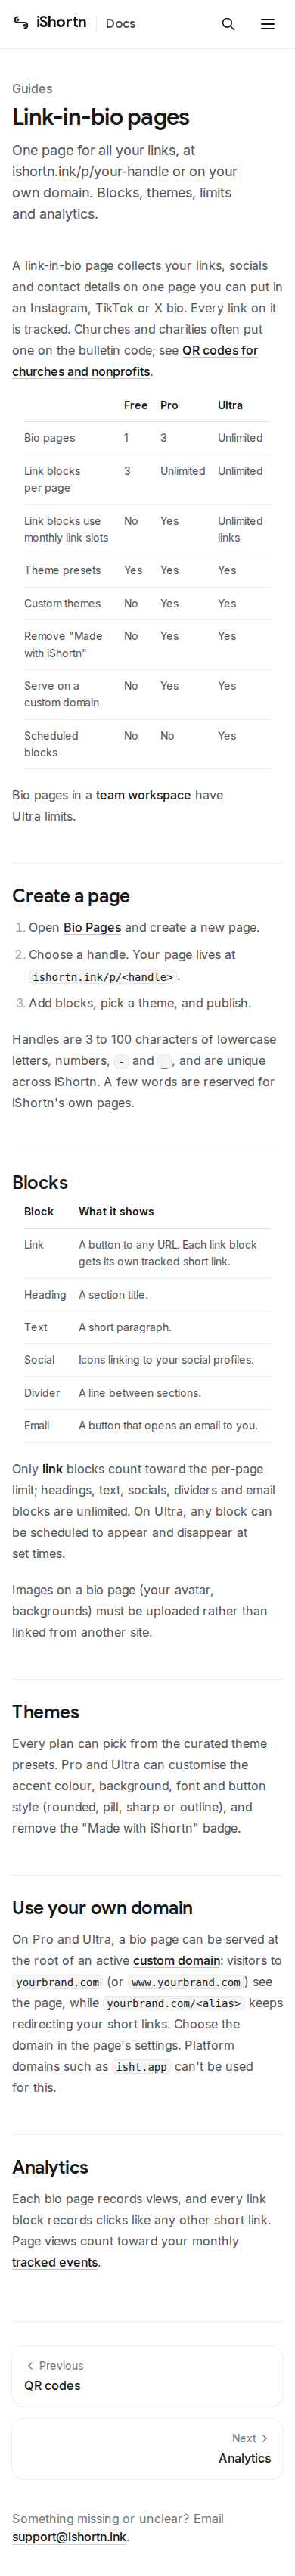 iShortn Docs
Guides
Link-in-bio pages
One page for all your links, at
ishortn.ink/p/your-handle or on your
own domain. Blocks, themes, limits
and analytics.
A link-in-bio page collects your links, socials
and contact details on one page you can put in
an Instagram, TikTok or X bio. Every link on it
is tracked. Churches and charities often put
one on the bulletin code; see QR codes for
churches and nonprofits.
Free Pro Ultra
Bio pages 1 3 Unlimited
Link blocks 3 Unlimited Unlimited
per page
Link blocks use No Yes Unlimited
monthly link slots links
Theme presets Yes Yes Yes
Custom themes No Yes Yes
Remove "Made No Yes Yes
with iShortn"
Serve on a No Yes Yes
custom domain
Scheduled No No Yes
blocks
Bio pages in a team workspace have
Ultra limits.
Create a page
1. Open Bio Pages and create a new page.
2. Choose a handle. Your page lives at
ishortn.ink/p/<handle>.
3. Add blocks, pick a theme, and publish.
Handles are 3 to 100 characters of lowercase
letters, numbers, - and _, and are unique
across iShortn. A few words are reserved for
iShortn's own pages.
Blocks
Block What it shows
Link A button to any URL. Each link block
gets its own tracked short link.
Heading A section title.
Text A short paragraph.
Social Icons linking to your social profiles.
Divider A line between sections.
Email A button that opens an email to you.
Only link blocks count toward the per-page
limit; headings, text, socials, dividers and email
blocks are unlimited. On Ultra, any block can
be scheduled to appear and disappear at
set times.
Images on a bio page (your avatar,
backgrounds) must be uploaded rather than
linked from another site.
Themes
Every plan can pick from the curated theme
presets. Pro and Ultra can customise the
accent colour, background, font and button
style (rounded, pill, sharp or outline), and
remove the "Made with iShortn" badge.
Use your own domain
On Pro and Ultra, a bio page can be served at
the root of an active custom domain: visitors to
yourbrand.com (or www.yourbrand.com) see
the page, while yourbrand.com/<alias> keeps
redirecting your short links. Choose the
domain in the page's settings. Platform
domains such as isht.app can't be used
for this.
Analytics
Each bio page records views, and every link
block records clicks like any other short link.
Page views count toward your monthly
tracked events.
Previous
QR codes
Next
Analytics
Something missing or unclear? Email
support@ishortn.ink.